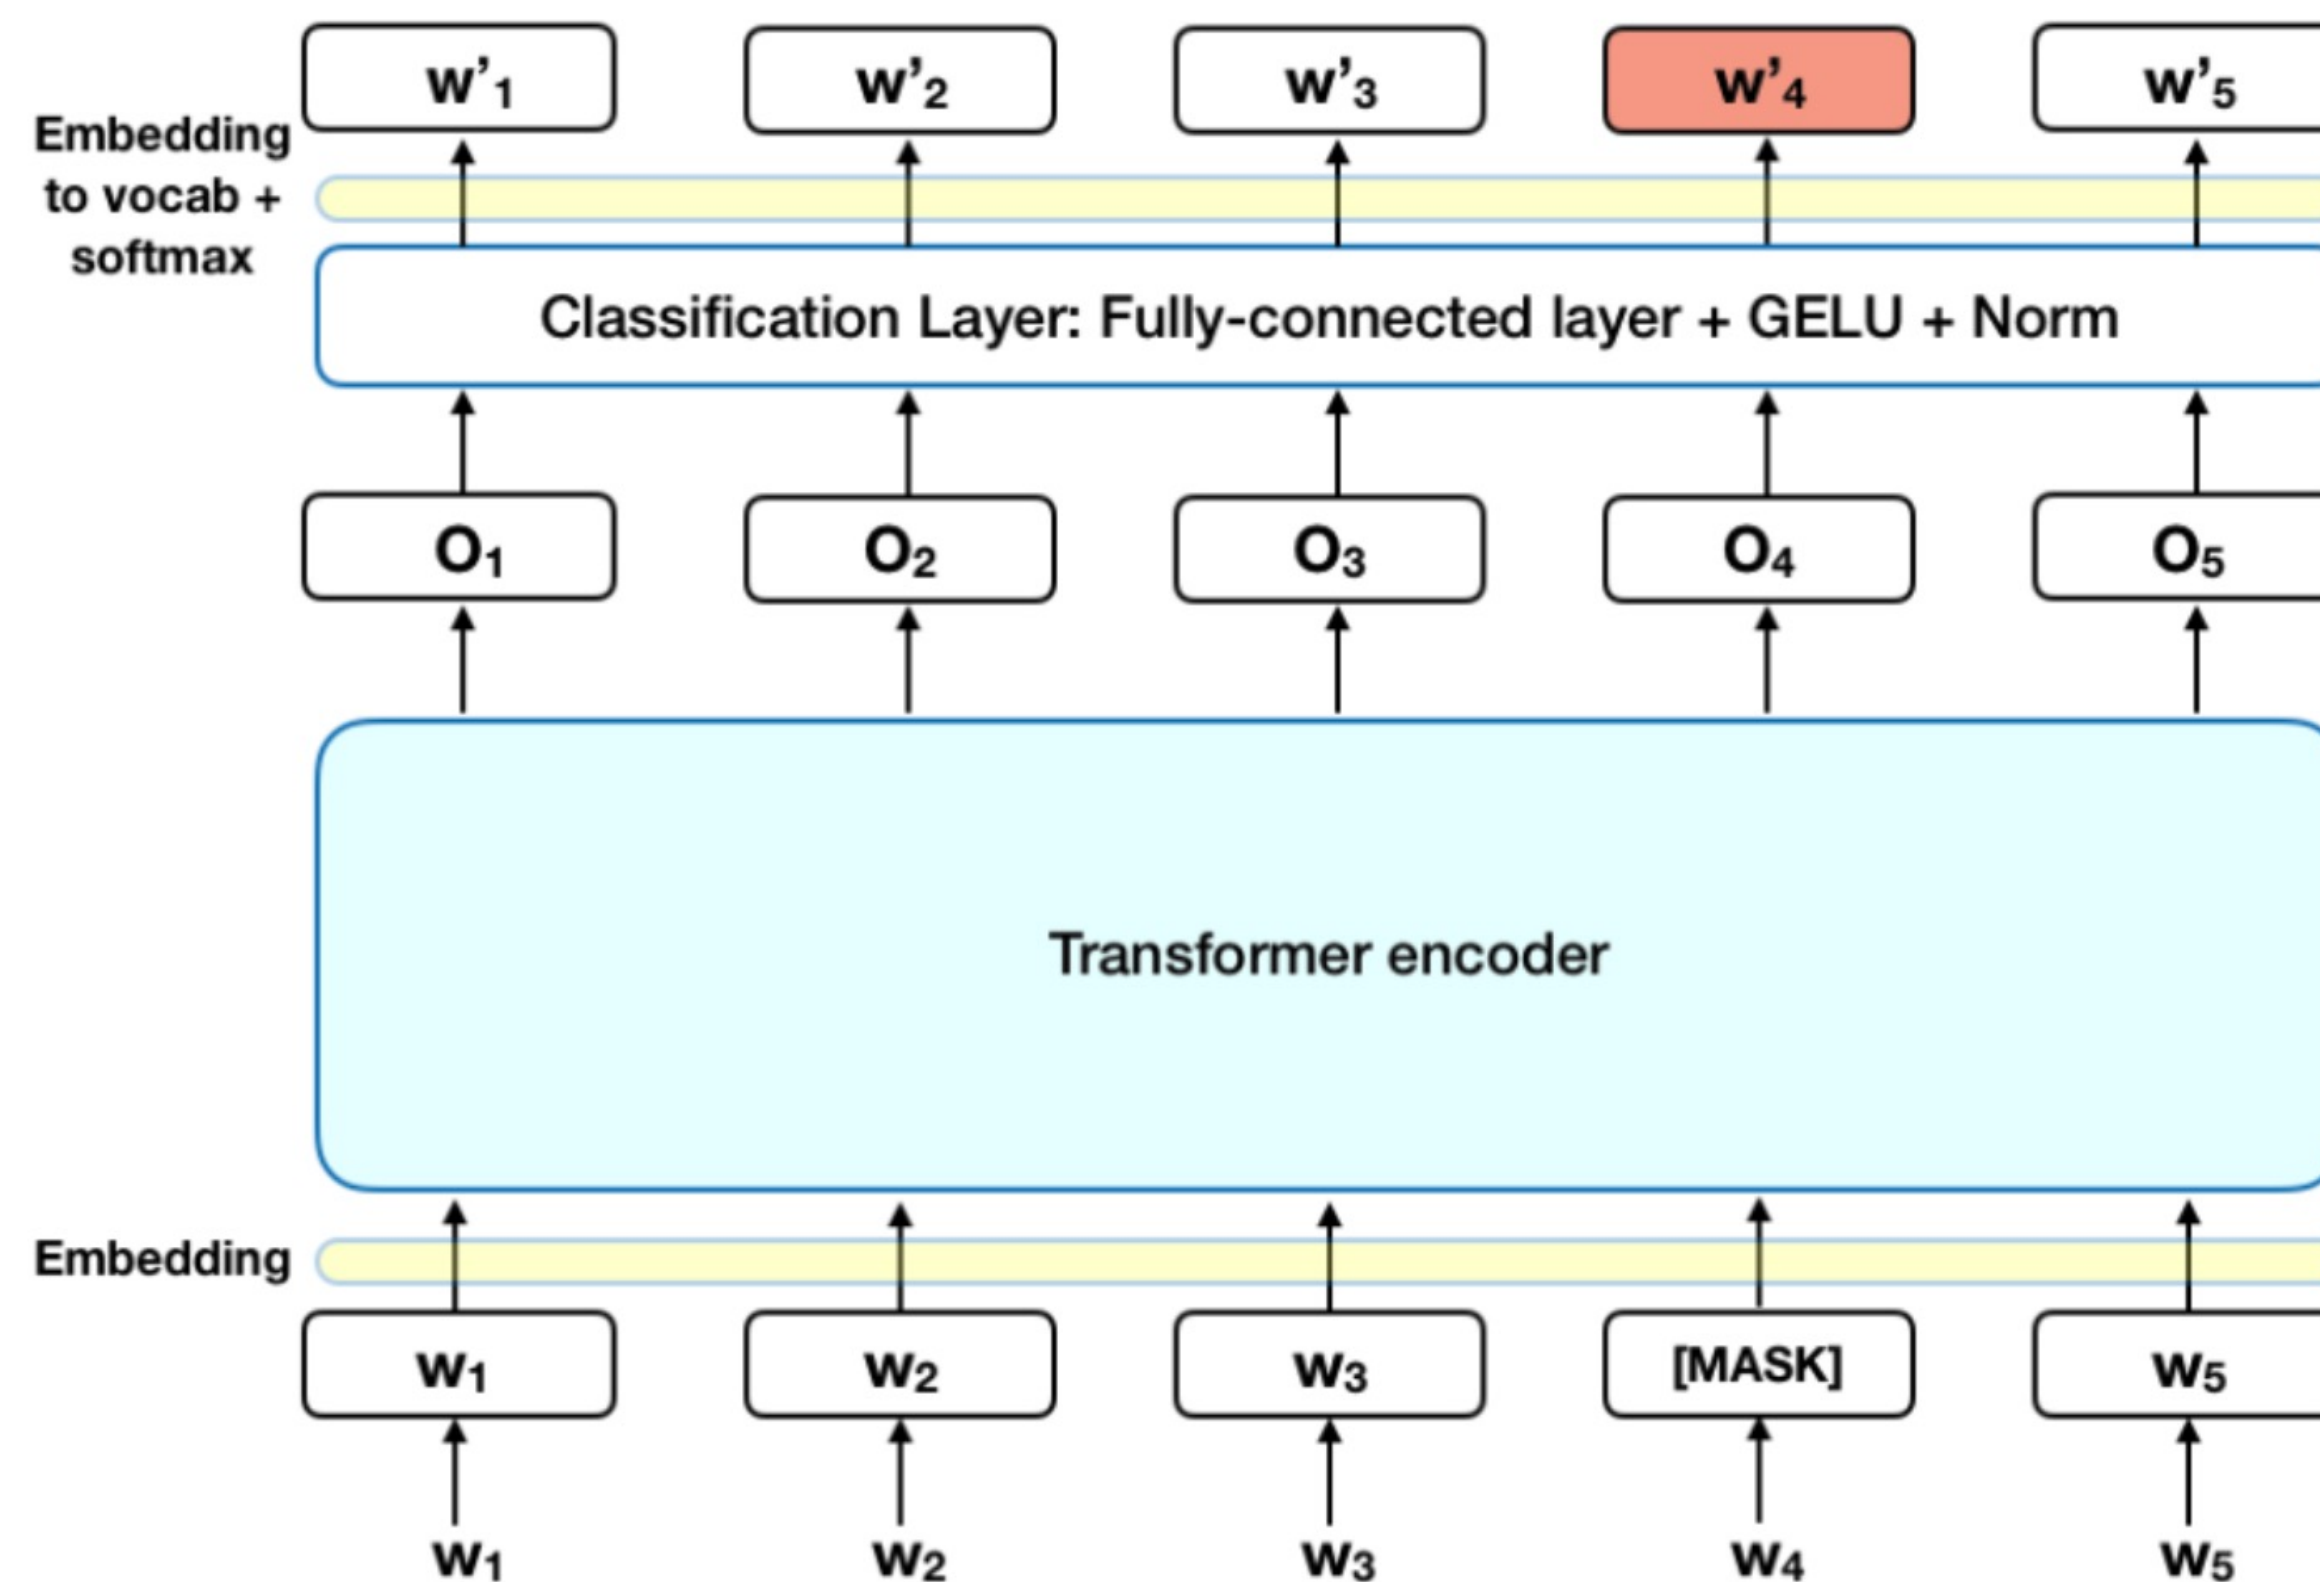 w’1 w’2 w’3 w’4 w’5
Embedding
to vocab +
softmax
Classification Layer: Fully-connected layer + GELU + Norm
O1 O2 O3 O4 O5
Transformer encoder
Embedding
w1 w2 w3 [MASK] w5
w1 w2 w3 w4 w5